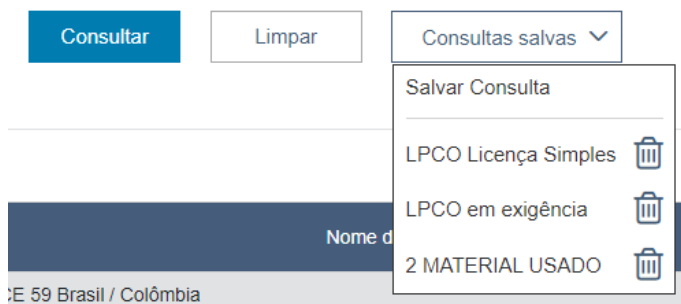 Consultar
Limpar
Consultas salvas
Salvar Consulta
LPCO Licença Simples
LPCO em exigência
2 MATERIAL USADO
Nome d
CE 59 Brasil / Colômbia